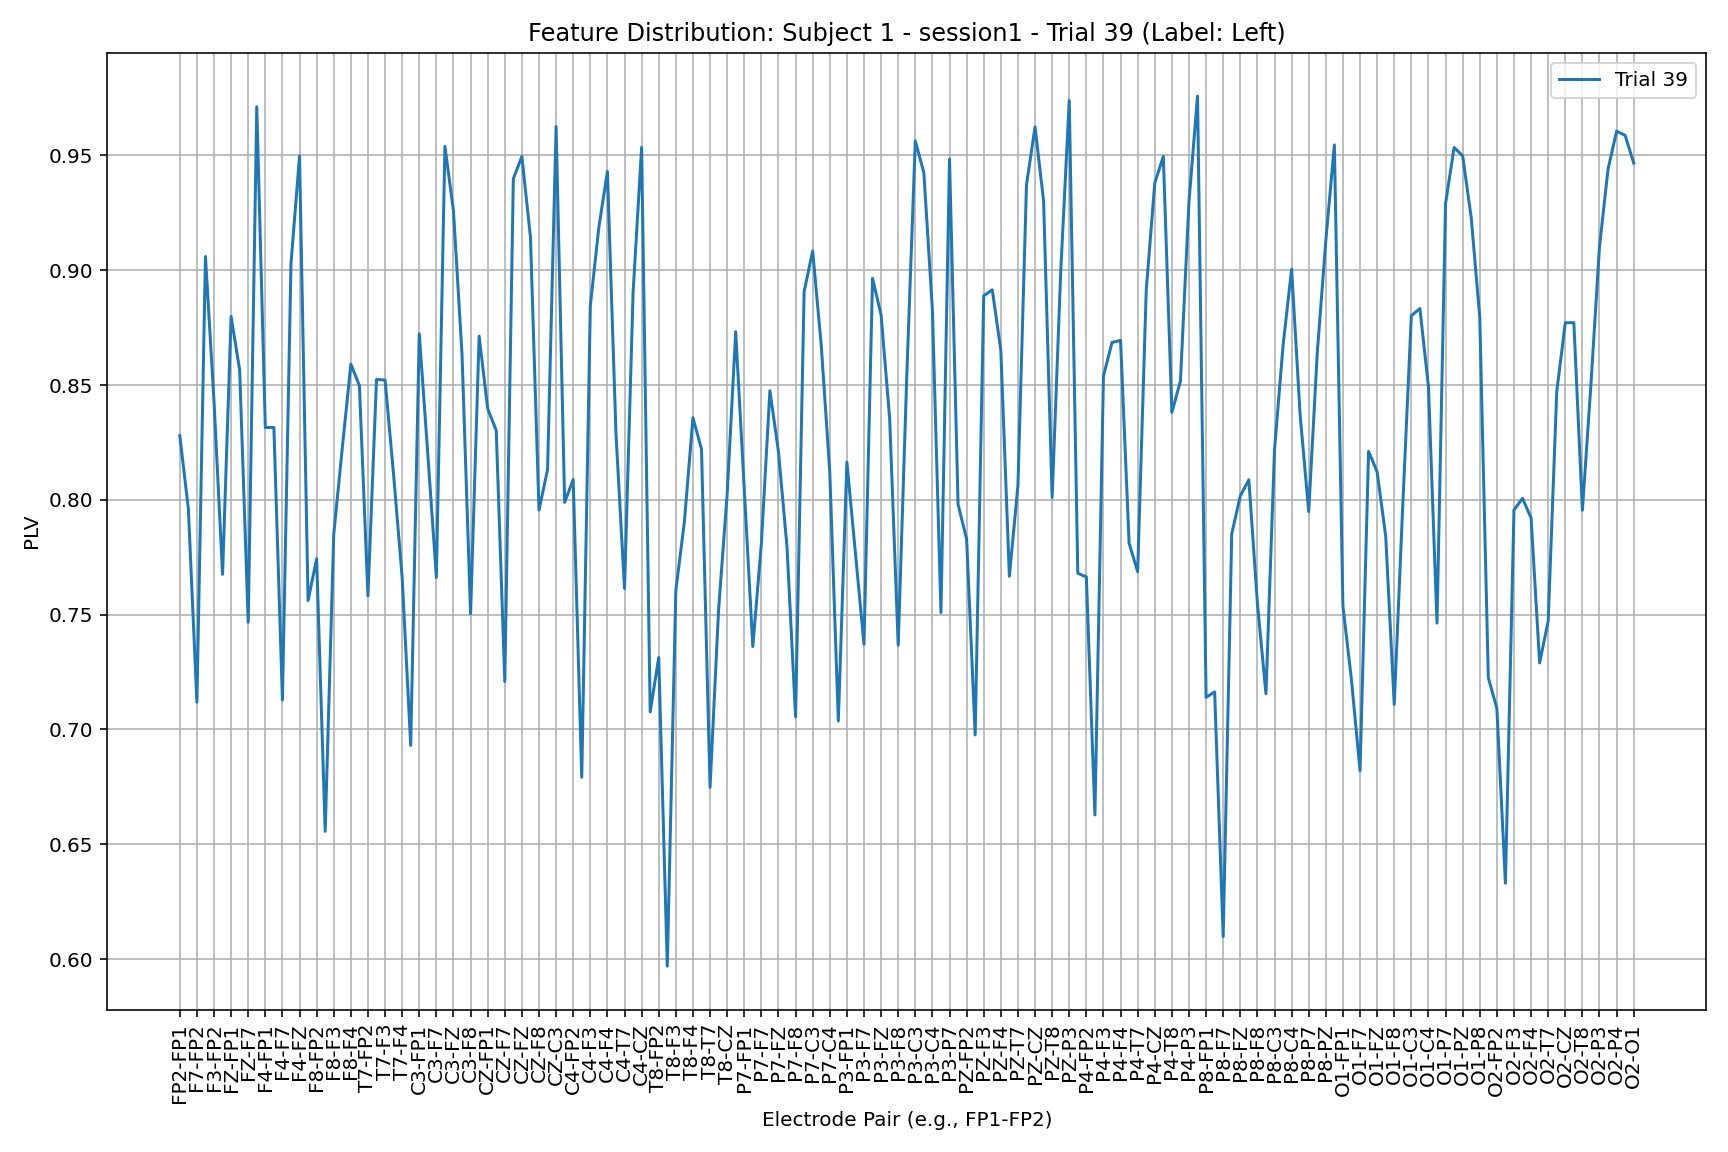 Feature Distribution: Subject 1 - session1 - Trial 39 (Label: Left)
Trial 39
PLV
0.95
0.90
0.85
0.80
0.75
0.70
0.65
0.60
FP2-FP1
F7-FP2
F3-FP2
FZ-FP1
FZ-F7
F4-FP1
F4-F7
F4-FZ
F8-FP2
F8-F3
F8-F4
T7-FP2
T7-F3
T7-F4
C3-FP1
C3-F7
C3-FZ
C3-F8
CZ-FP1
CZ-F7
CZ-FZ
CZ-F8
CZ-C3
C4-FP2
C4-F3
C4-F4
C4-T7
C4-CZ
T8-FP2
T8-F3
T8-F4
T8-T7
T8-CZ
P7-FP1
P7-F7
P7-FZ
P7-F8
P7-C3
P7-C4
P3-FP1
P3-F7
P3-FZ
P3-F8
P3-C3
P3-C4
P3-P7
PZ-FP2
PZ-F3
PZ-F4
PZ-T7
PZ-CZ
PZ-T8
PZ-P3
P4-FP2
P4-F3
P4-F4
P4-T7
P4-CZ
P4-T8
P4-P3
P8-FP1
P8-F7
P8-FZ
P8-F8
P8-C3
P8-C4
P8-P7
P8-PZ
O1-FP1
O1-F7
O1-FZ
O1-F8
O1-C3
O1-C4
O1-P7
O1-PZ
O1-P8
O2-FP2
O2-F3
O2-F4
O2-T7
O2-CZ
O2-T8
O2-P3
O2-P4
O2-O1
Electrode Pair (e.g., FP1-FP2)